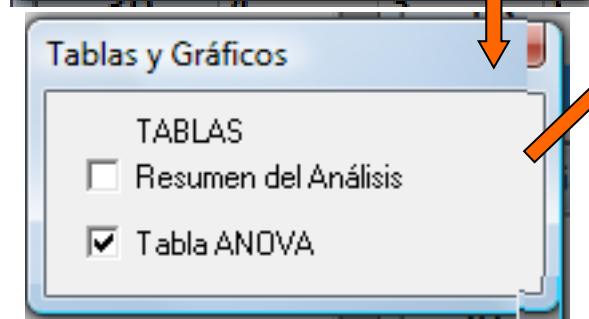 Tablas y Gráficos
TABLAS
Resumen del Análisis
Tabla ANOVA